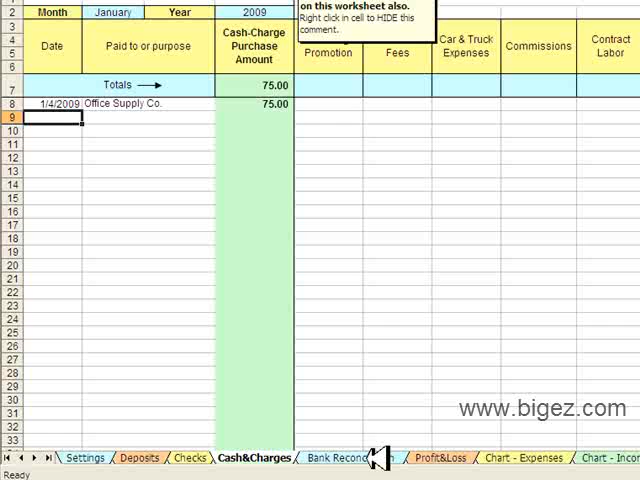 on this worksheet also.
Right click in cell to HIDE this
comment.
2 Month January Year 2009
3
4
5
6
Date
Paid to or purpose
Cash-Charge
Purchase
Amount
Promotion
Fees
Car & Truck
Expenses
Commissions
Contract
Labor
7 Totals 75.00
8 1/4/2009 Office Supply Co. 75.00
9
10
11
12
13
14
15
16
17
18
19
20
21
22
23
24
25
26
27
28
29
30
31
32
33
www.bigez.com
Settings Deposits Checks Cash&Charges Bank Recon Profit&Loss Chart - Expenses Chart - Incor
Ready